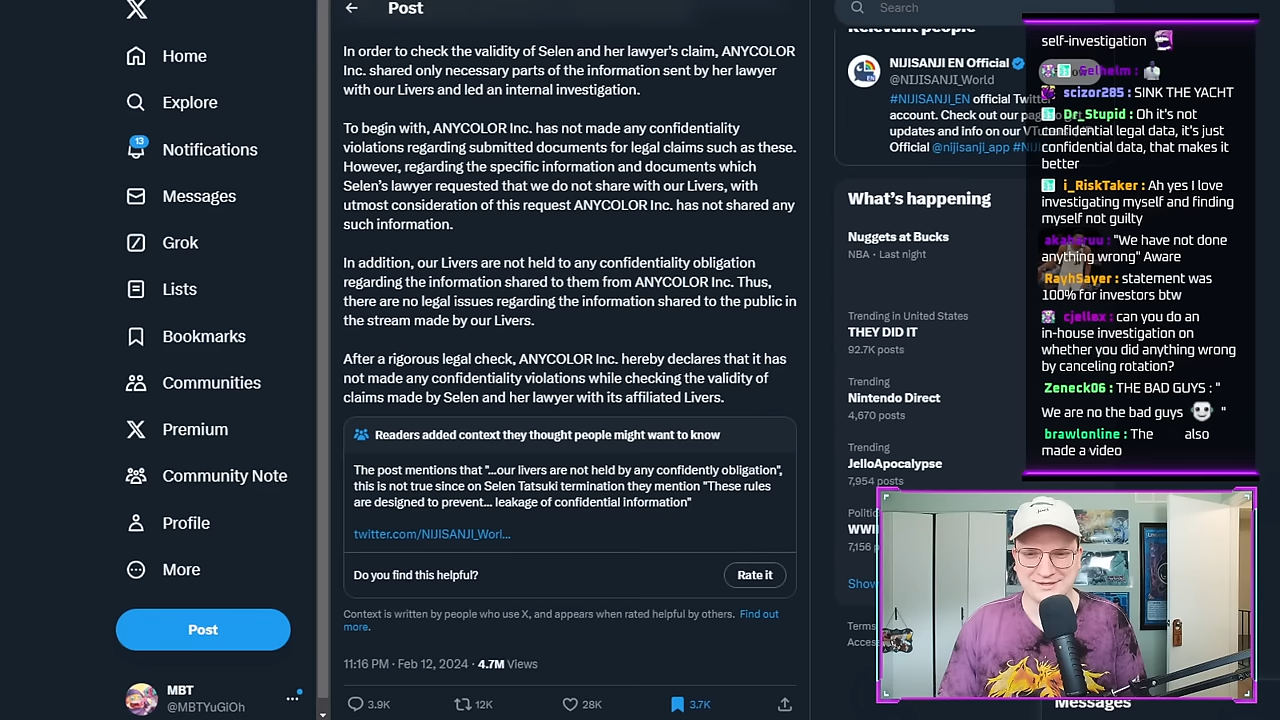 Home
Explore
13
Notifications
Messages
Grok
Lists
Bookmarks
Communities
Premium
Community Note
Profile
More
Post
MBT
@MBTYuGiOh
Post
In order to check the validity of Selen and her lawyer's claim, ANYCOLOR
Inc. shared only necessary parts of the information sent by her lawyer
with our Livers and led an internal investigation.
To begin with, ANYCOLOR Inc. has not made any confidentiality
violations regarding submitted documents for legal claims such as these.
However, regarding the specific information and documents which
Selen's lawyer requested that we do not share with our Livers, with
utmost consideration of this request ANYCOLOR Inc. has not shared any
such information.
In addition, our Livers are not held to any confidentiality obligation
regarding the information shared to them from ANYCOLOR Inc. Thus,
there are no legal issues regarding the information shared to the public in
the stream made by our Livers.
After a rigorous legal check, ANYCOLOR Inc. hereby declares that it has
not made any confidentiality violations while checking the validity of
claims made by Selen and her lawyer with its affiliated Livers.
Readers added context they thought people might want to know
The post mentions that "...our livers are not held by any confidently obligation",
this is not true since on Selen Tatsuki termination they mention "These rules
are designed to prevent... leakage of confidential information"
twitter.com/NIJISANJI_Worl...
Do you find this helpful?
Rate it
Context is written by people who use X, and appears when rated helpful by others. Find out
more.
11:16 PM · Feb 12, 2024 · 4.7M Views
3.9K
12K
28K
3.7K
Search
Relevant people
NIJISANJI EN Official
@NIJISANJI_World
#NIJISANJI_EN official Twitter
account. Check out our pag
updates and info on our VTu
Official @nijisanji_app #NIJ
What's happening
Nuggets at Bucks
NBA · Last night
Trending in United States
THEY DID IT
92.7K posts
Trending
Nintendo Direct
4,670 posts
Trending
JelloApocalypse
7,954 posts
Politi
WWI
7,156
Show
Terms
Acces
Messages
self-investigation
scizor285 : SINK THE YACHT
Dr_Stupid : Oh it's not
confidential legal data, it's just
confidential data, that makes it
better
i_RiskTaker : Ah yes I love
investigating myself and finding
myself not guilty
"We have not done
anything wrong" Aware
RayhSayer : statement was
100% for investors btw
cjellax : can you do an
in-house investigation on
whether you did anything wrong
by canceling rotation?
Zeneck06 : THE BAD GUYS : "
We are no the bad guys "
brawlonline : The also
made a video